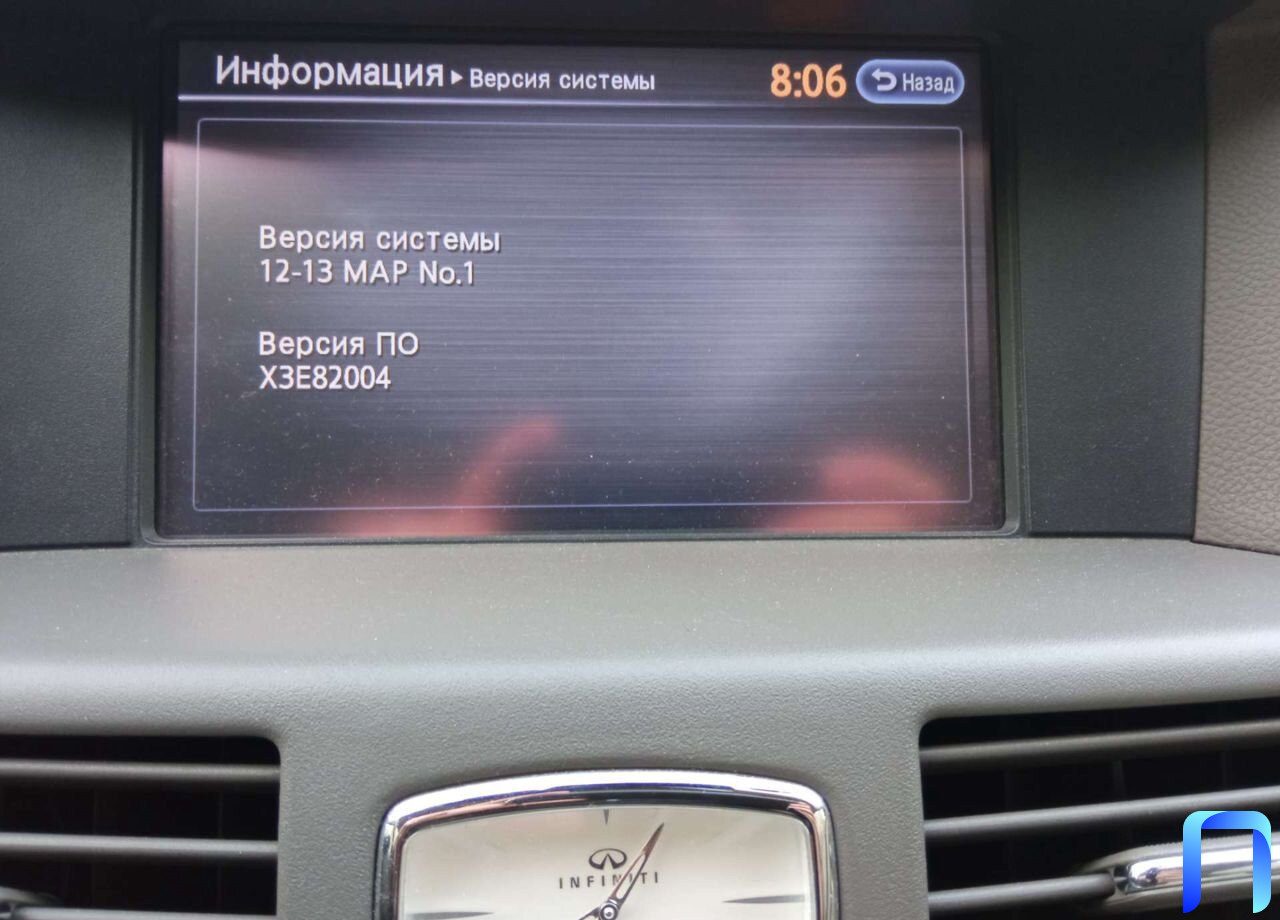 Информация ▸ Версия системы
8:06
Назад
Версия системы
12-13 MAP No.1
Версия ПО
X3E82004
INFINITI